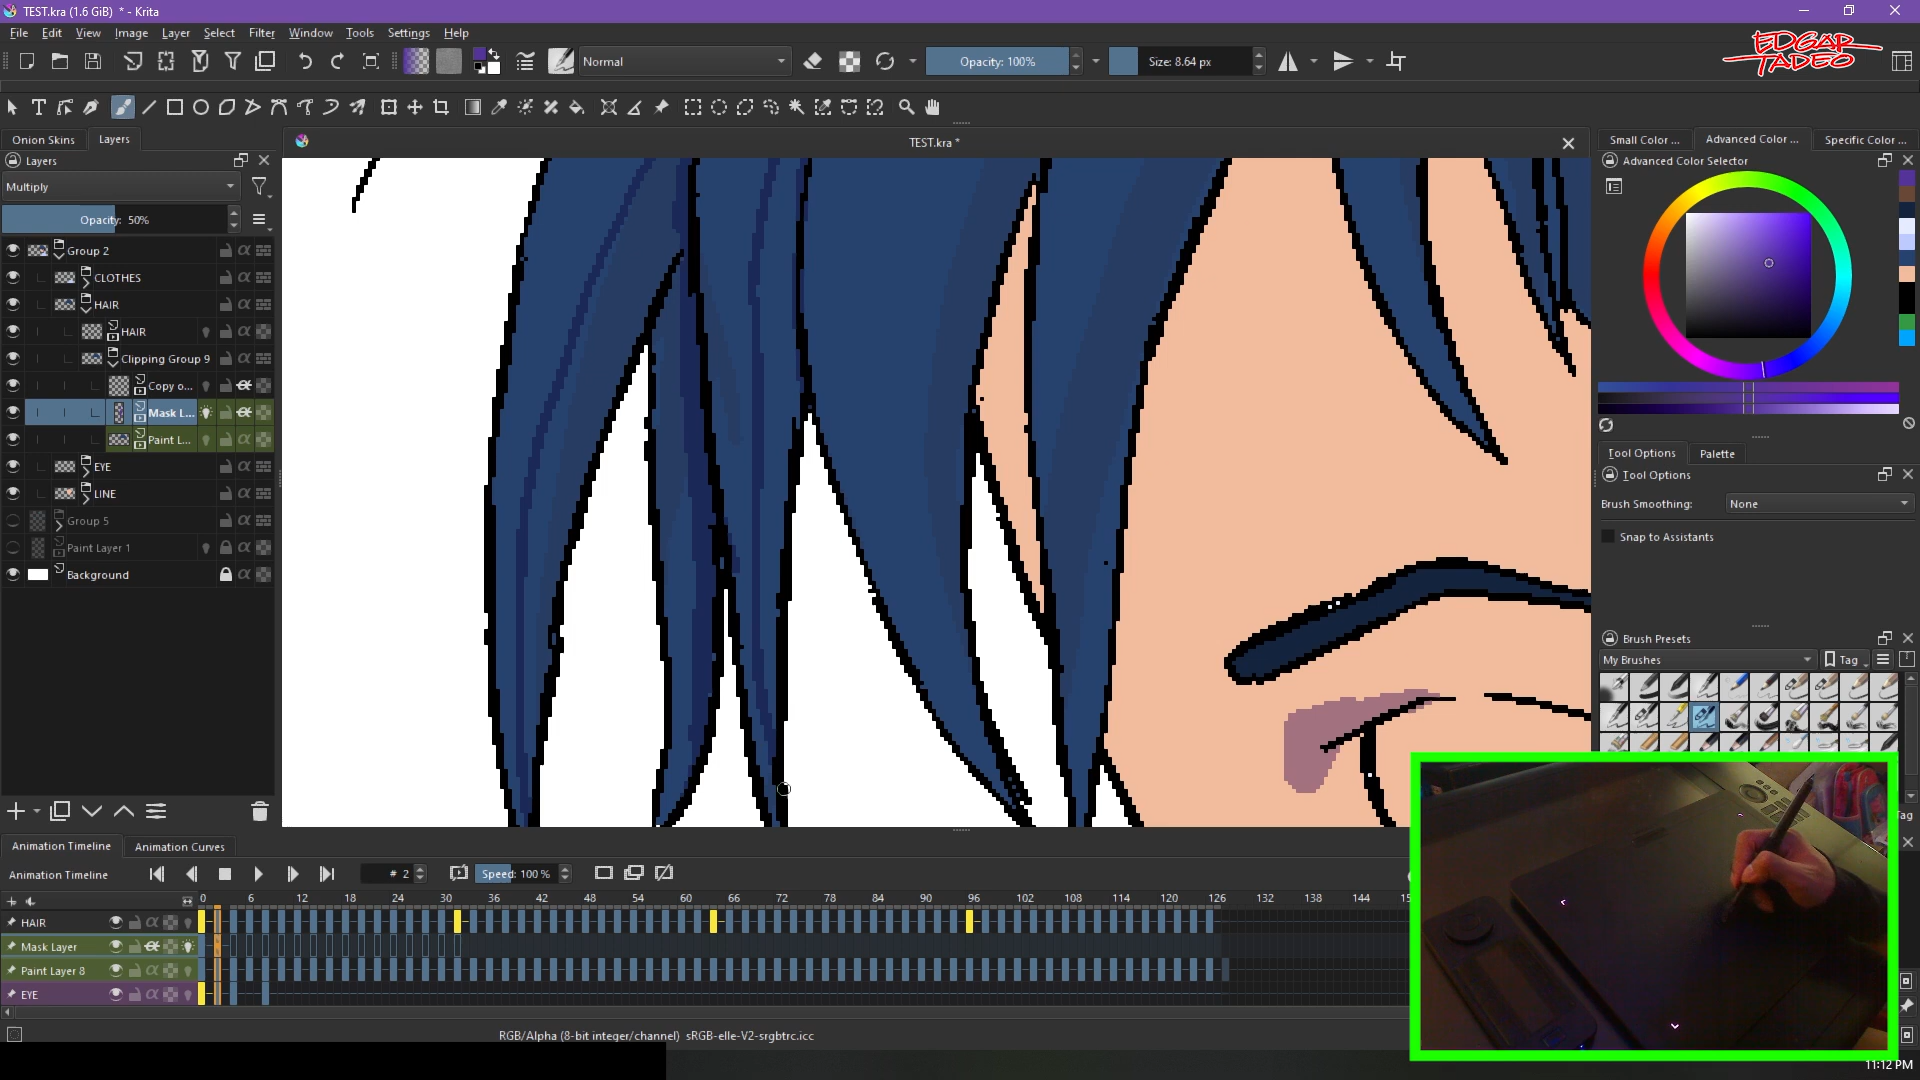 TEST.kra (1.6 GiB)  * - Krita
File Edit View Image Layer Select Filter Tools Window Settings Help
Normal
Opacity: 100%
Size: 8.64 px
EDGAR
TADEO
Onion Skins Layers
TEST.kra *
Small Color ... Advanced Color ... Specific Color ...
Layers
Advanced Color Selector
Multiply
Opacity: 50%
Group 2
CLOTHES
HAIR
HAIR
Clipping Group 9
Copy o...
Mask L...
Paint L...
EYE
LINE
Group 5
Paint Layer 1
Background
Tool Options Palette
Tool Options
Brush Smoothing: None
Snap to Assistants
Brush Presets
My Brushes
Tag
Tag
Animation Timeline Animation Curves
Animation Timeline
# 2
Speed: 100 %
0 6 12 18 24 30 36 42 48 54 60 66 72 78 84 90 96 102 108 114 120 126 132 138 144
HAIR
Mask Layer
Paint Layer 8
EYE
RGB/Alpha (8-bit integer/channel)  sRGB-elle-V2-srgbtrc.icc
11:12 PM